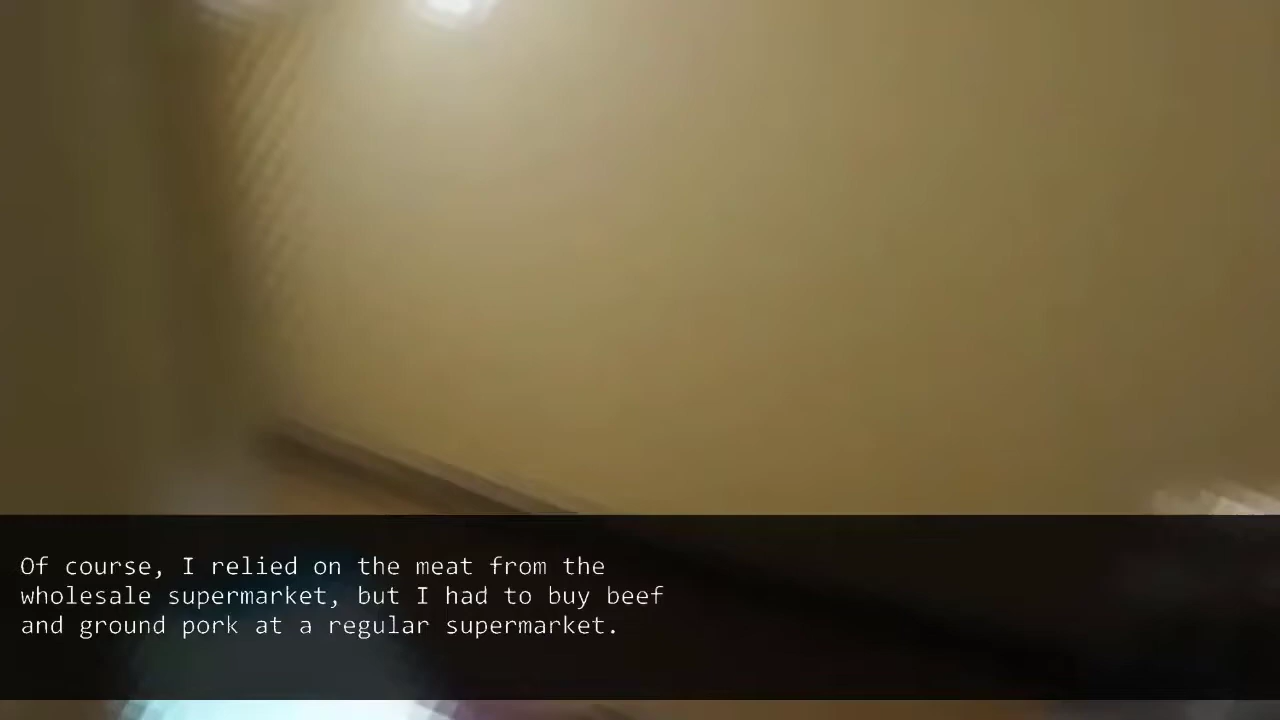 Of course, I relied on the meat from the
wholesale supermarket, but I had to buy beef
and ground pork at a regular supermarket.